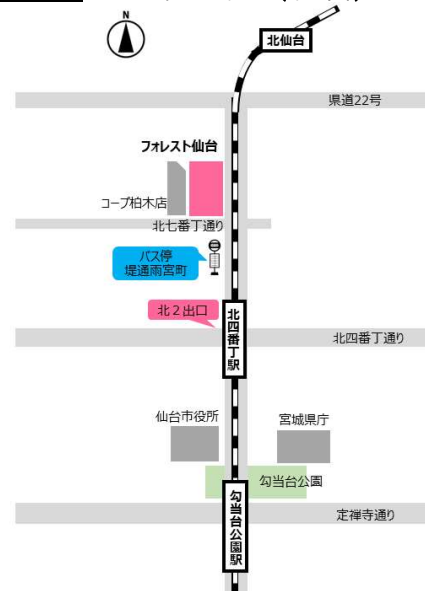 N
北仙台
県道22号
フォレスト仙台
コープ柏木店
北七番丁通り
バス停
堤通雨宮町
北2出口
北四番丁駅
北四番丁通り
仙台市役所
宮城県庁
勾当台公園
勾当台公園駅
定禅寺通り